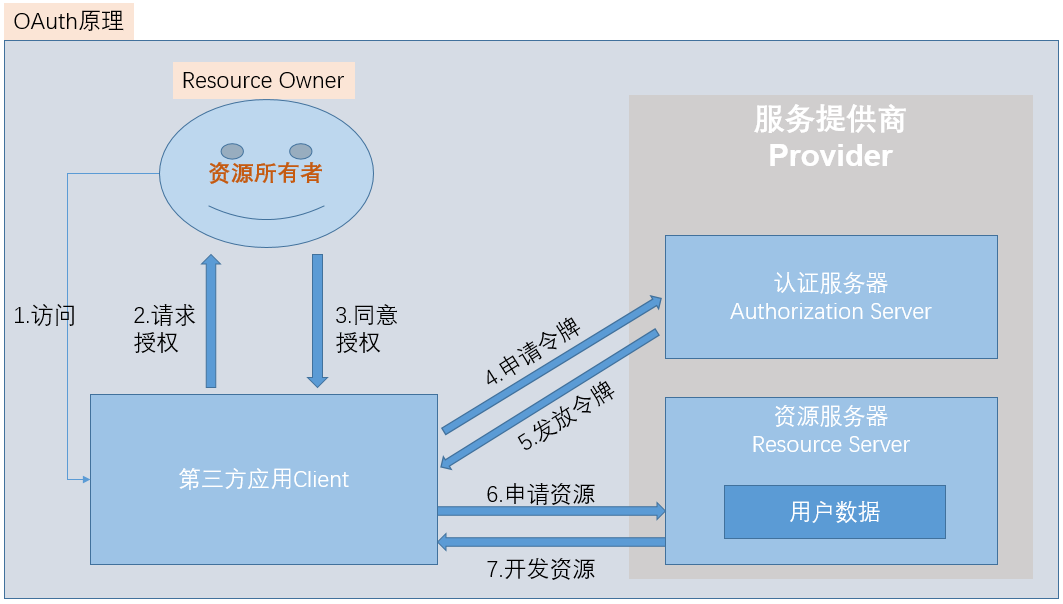 OAuth原理
Resource Owner
资源所有者
服务提供商
Provider
认证服务器
Authorization Server
1.访问
2.请求
授权
3.同意
授权
4.申请令牌
5.发放令牌
资源服务器
Resource Server
用户数据
第三方应用Client
6.申请资源
7.开发资源